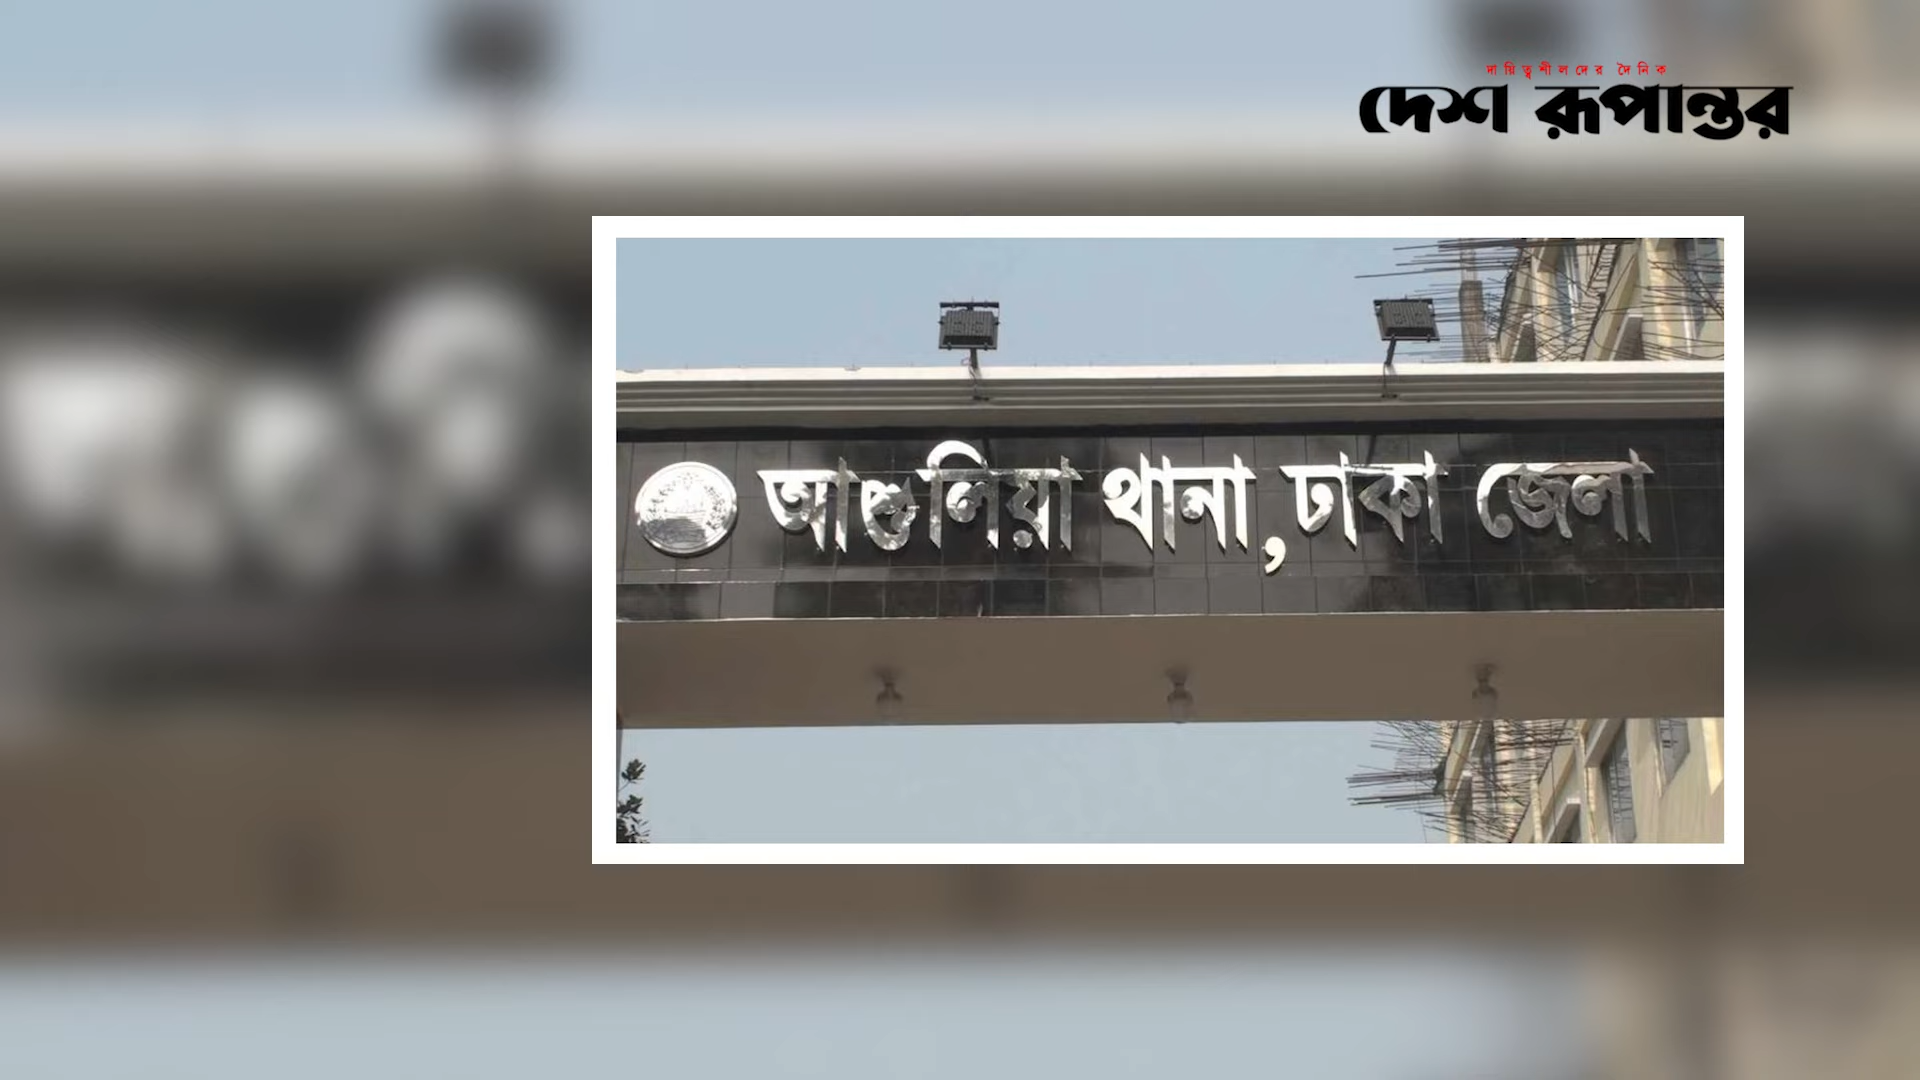 দায়িত্বশীলদের দৈনিক
দেশ রূপান্তর
আশুলিয়া থানা, ঢাকা জেলা